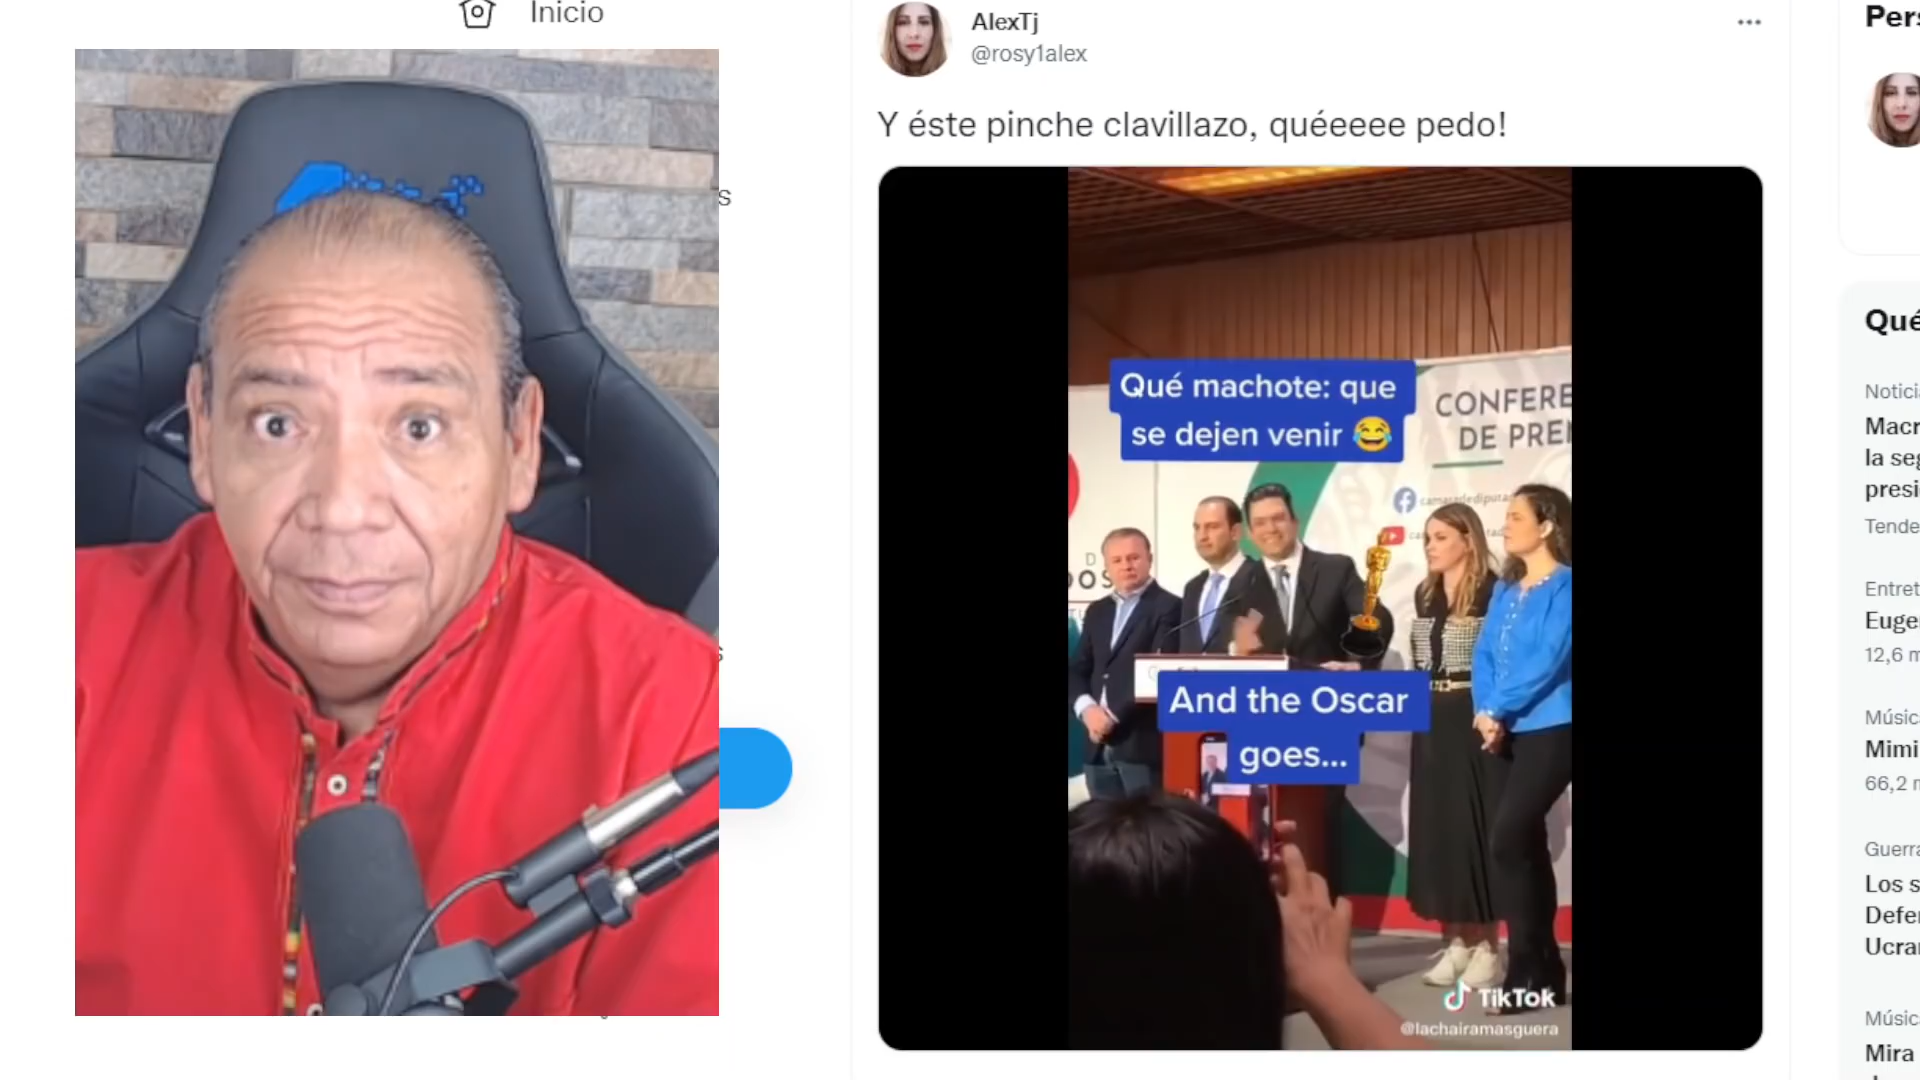 Inicio
AlexTj
@rosy1alex
Y éste pinche clavillazo, quéeeee pedo!
Qué machote: que
se dejen venir 😂
CONFERE
DE PRE
And the Oscar
goes...
TikTok
@lachairamasguera
Pers
Qué
Noticia
Macr
la seg
presi
Tende
Entret
Euge
12,6 m
Músic
Mimi
66,2 m
Guerra
Los s
Defe
Ucra
Músic
Mira